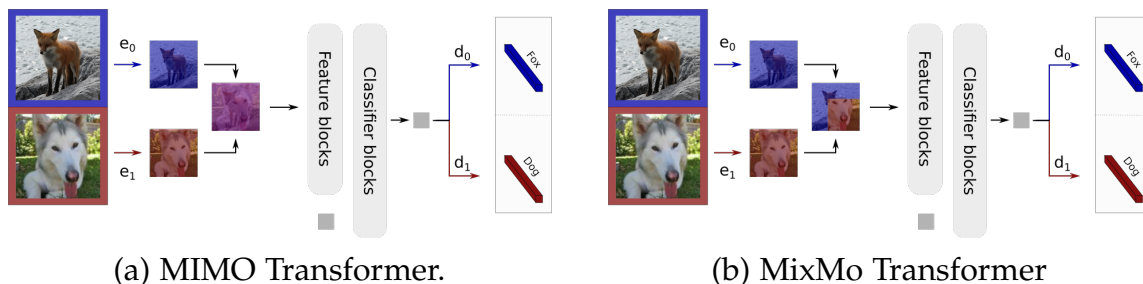 e0
e1
Feature blocks
Classifier blocks
d0
d1
Fox
Dog
e0
e1
Feature blocks
Classifier blocks
d0
d1
Fox
Dog
(a) MIMO Transformer.
(b) MixMo Transformer